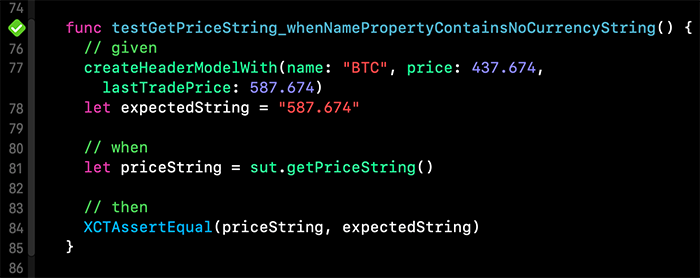 74
func testGetPriceString_whenNamePropertyContainsNoCurrencyString() {
76 // given
77 createHeaderModelWith(name: "BTC", price: 437.674,
lastTradePrice: 587.674)
78 let expectedString = "587.674"
79
80 // when
81 let priceString = sut.getPriceString()
82
83 // then
84 XCTAssertEqual(priceString, expectedString)
85 }
86